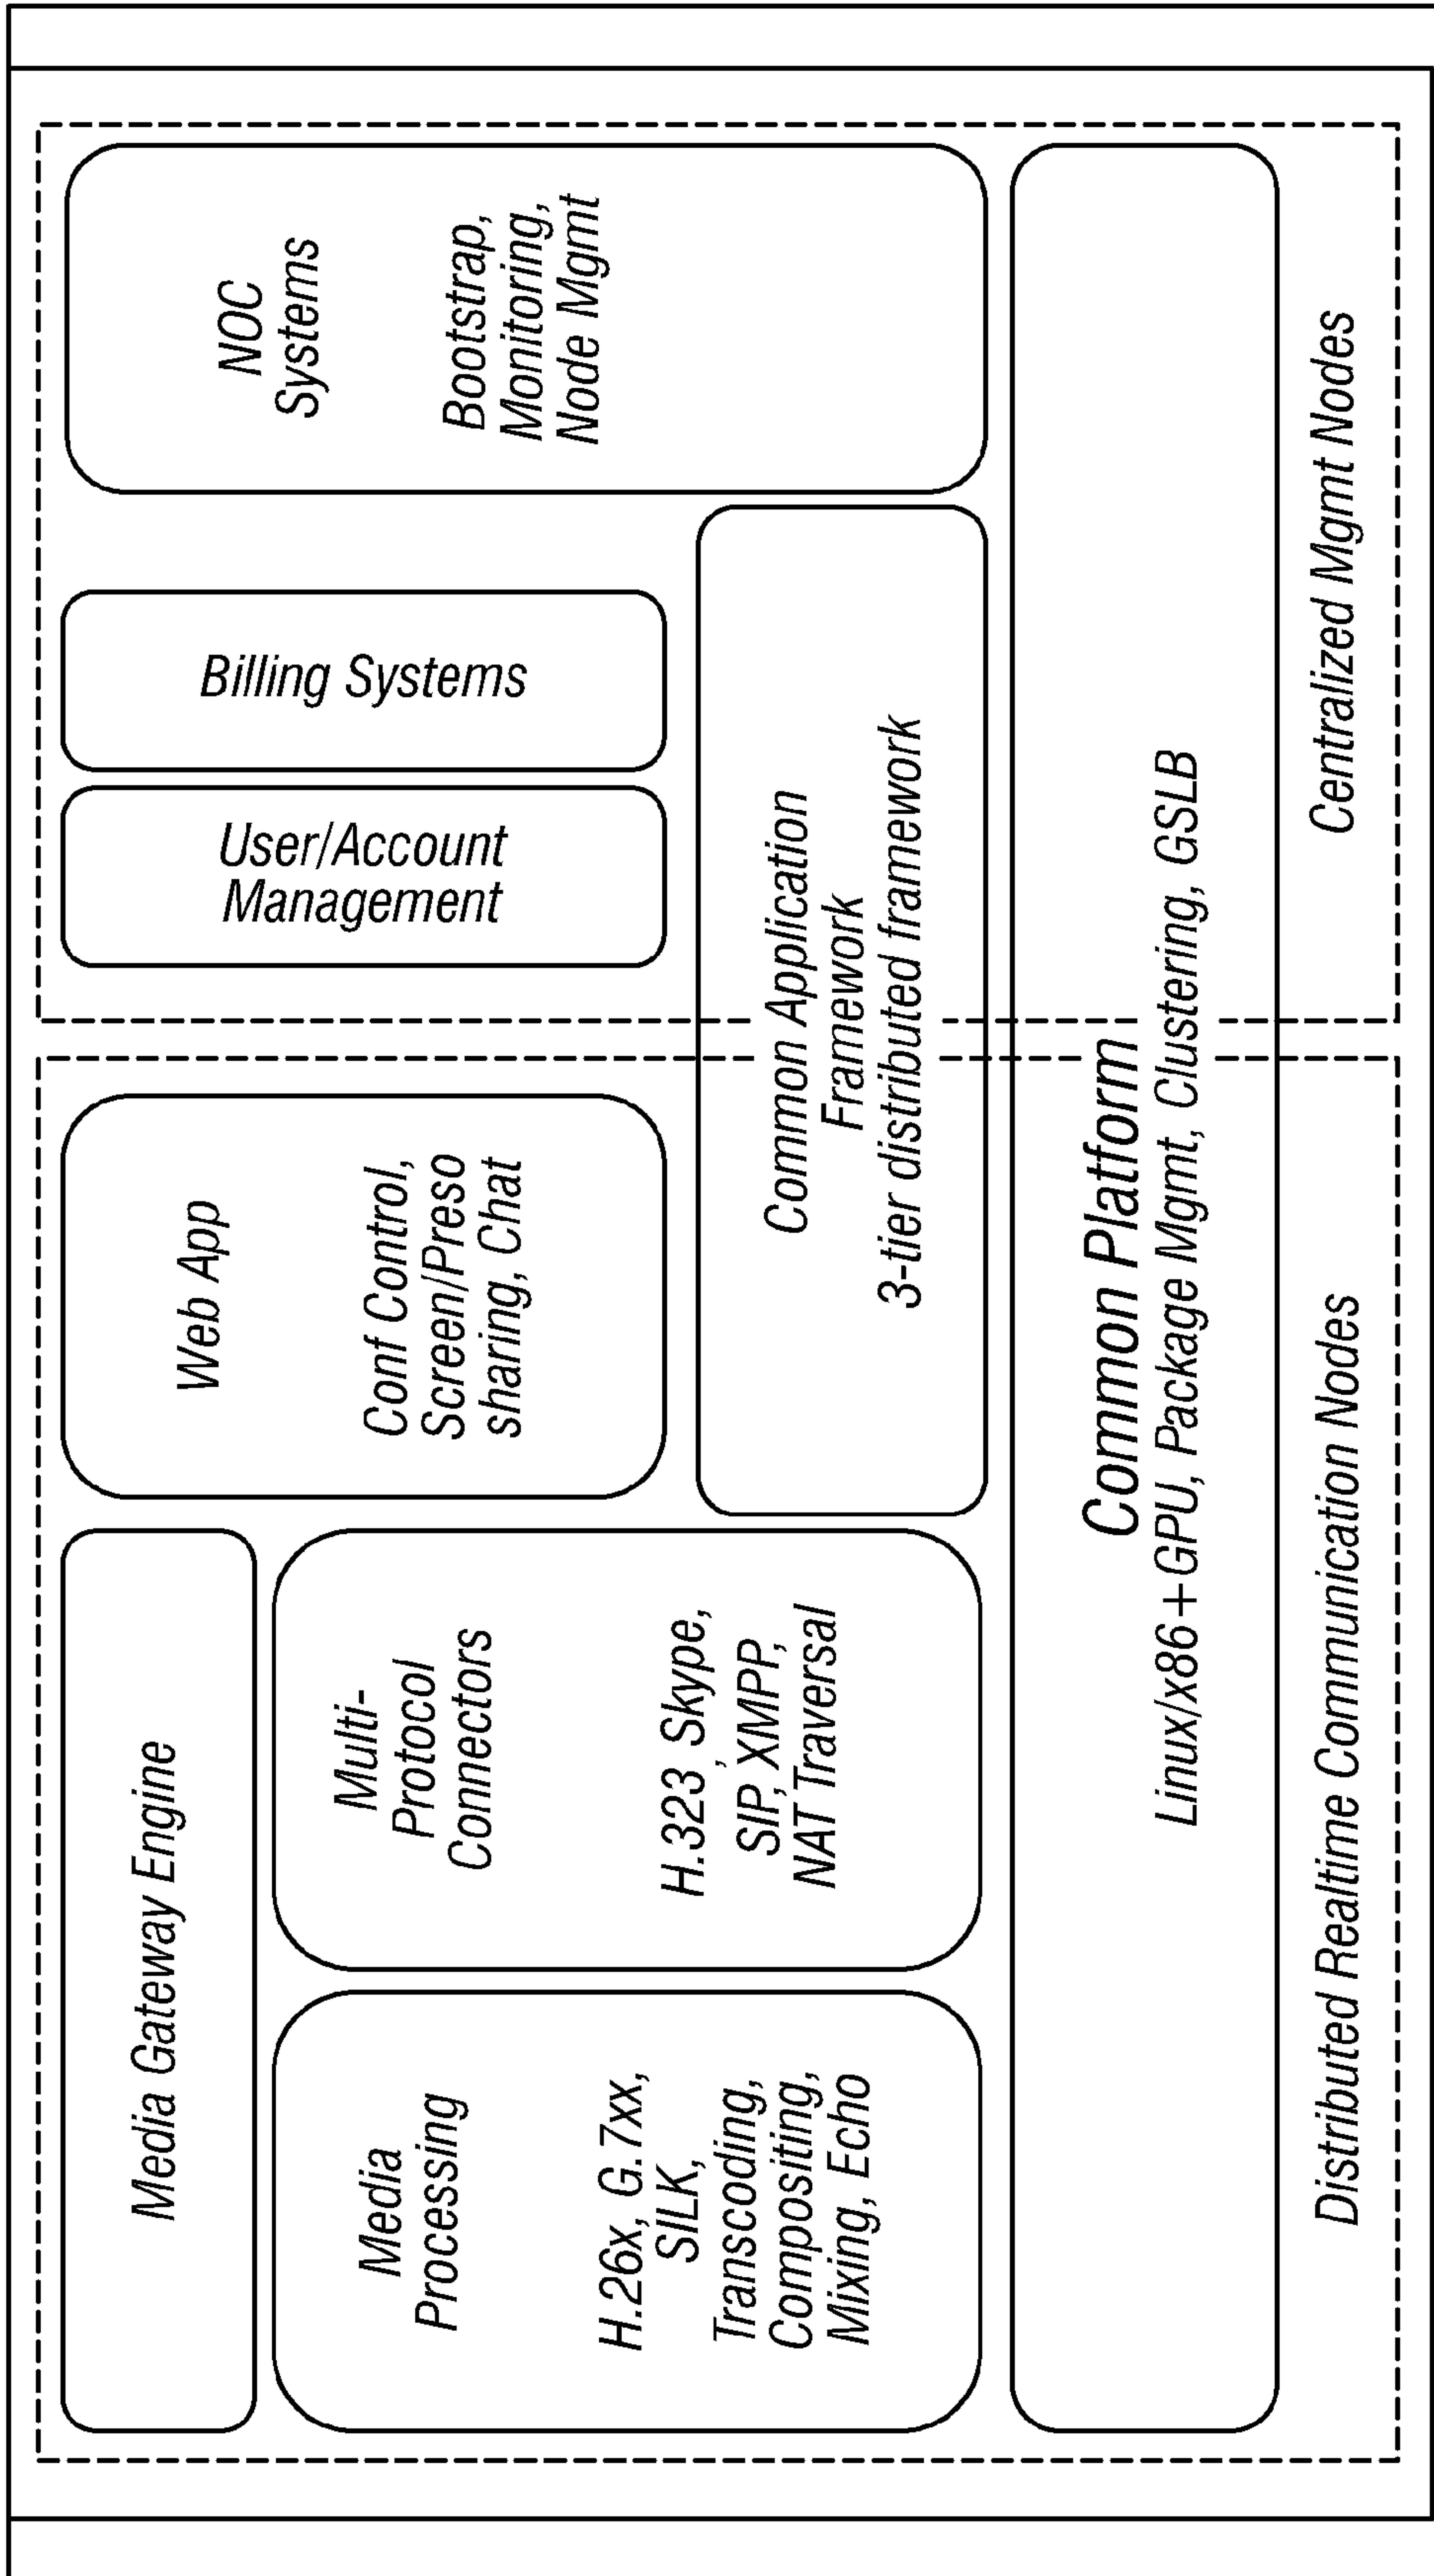 Media Gateway Engine
Media
Processing
H.26x, G.7xx,
SILK,
Transcoding,
Compositing,
Mixing, Echo
Multi-
Protocol
Connectors
H.323, Skype,
SIP, XMPP,
NAT Traversal
Web App
Conf Control,
Screen/Preso
sharing, Chat
User/Account
Management
Billing Systems
NOC
Systems
Bootstrap,
Monitoring,
Node Mgmt
Common Application
Framework
3-tier distributed framework
Common Platform
Linux/x86+GPU, Package Mgmt, Clustering, GSLB
Distributed Realtime Communication Nodes
Centralized Mgmt Nodes